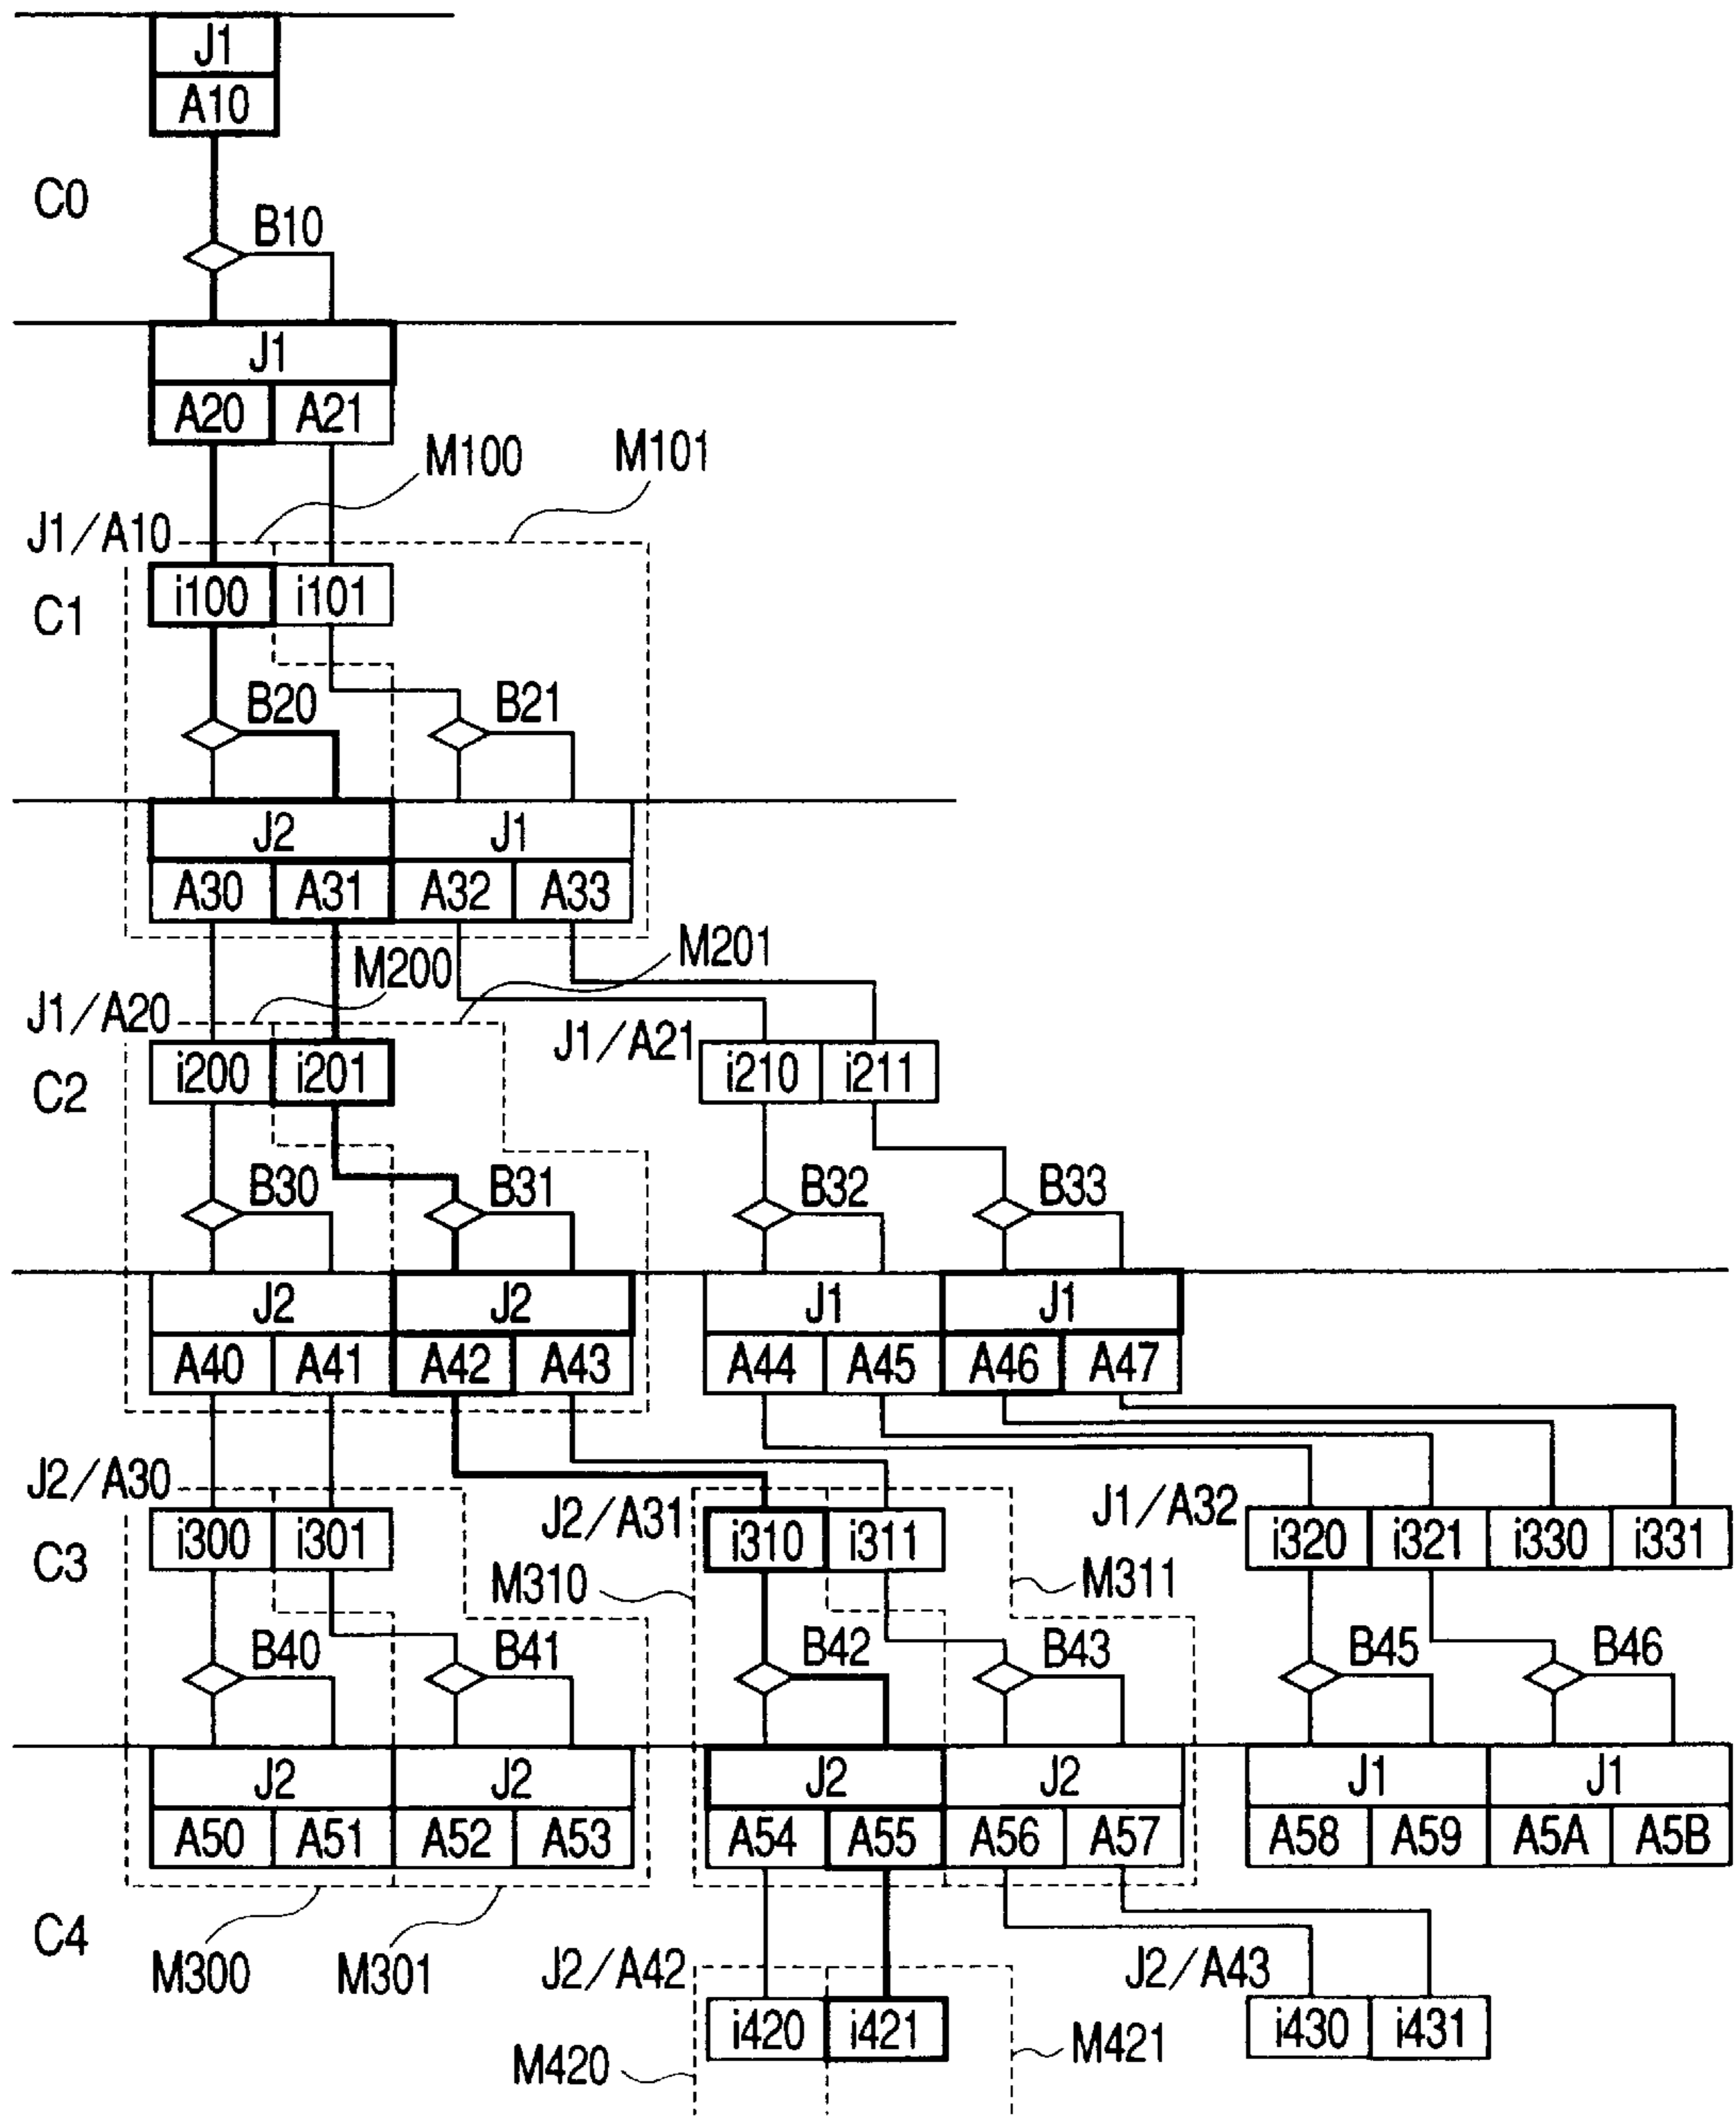 J1
A10
C0
B10
J1
A20 A21
M100 M101
J1/A10
i100 i101
C1
B20 B21
J2 J1
A30 A31 A32 A33
M200 M201
J1/A20 J1/A21
i200 i201 i210 i211
C2
B30 B31 B32 B33
J2 J2 J1 J1
A40 A41 A42 A43 A44 A45 A46 A47
J2/A30 J2/A31 J1/A32
i300 i301 i310 i311 i320 i321 i330 i331
C3
M310 M311
B40 B41 B42 B43 B45 B46
J2 J2 J2 J2 J1 J1
A50 A51 A52 A53 A54 A55 A56 A57 A58 A59 A5A A5B
C4
M300 M301 J2/A42 J2/A43
i420 i421 i430 i431
M420 M421